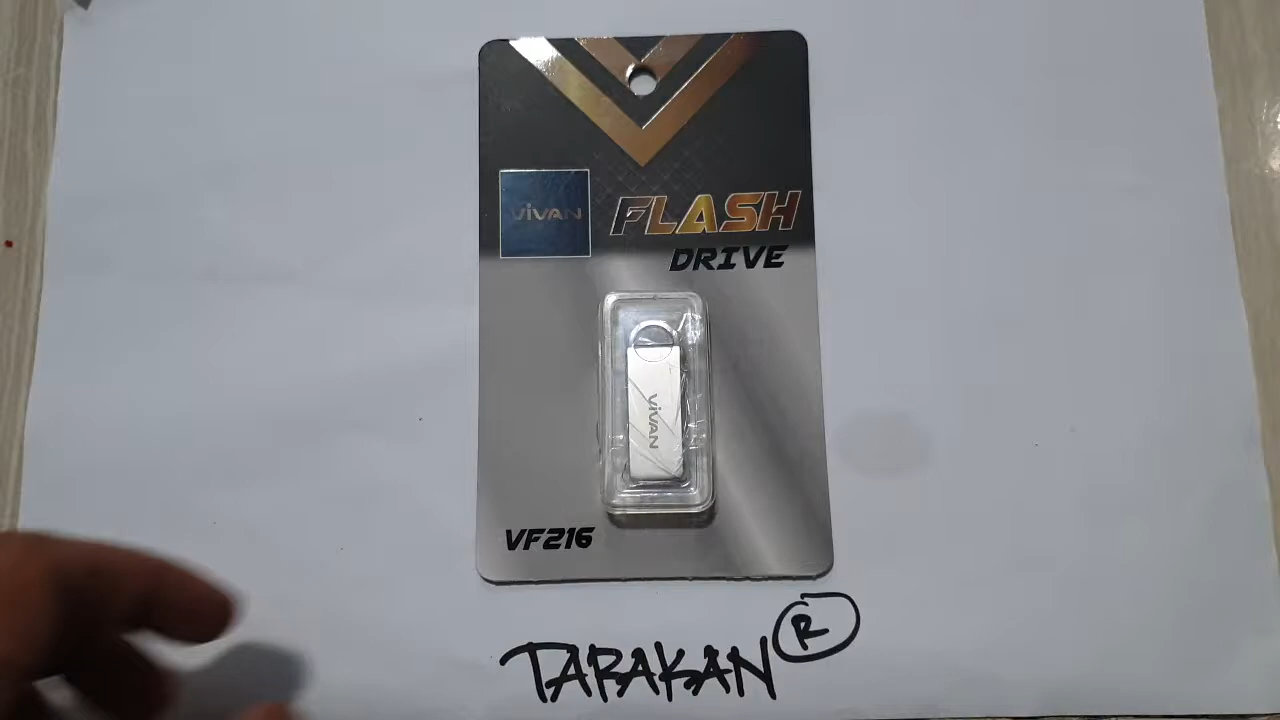 ViVAN
FLASH
DRIVE
ViVAN
VF216
TARAKAN ®